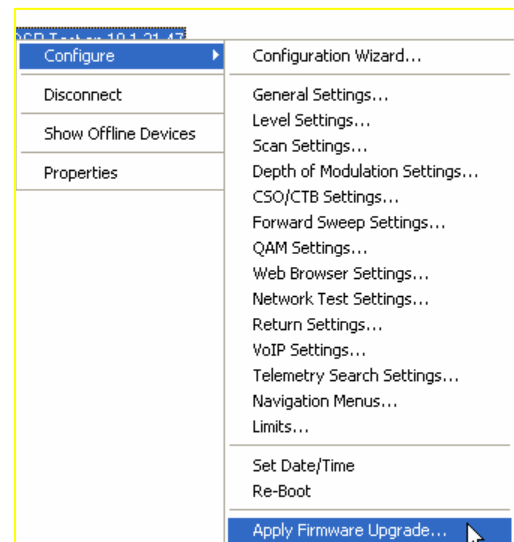 Configure
Disconnect
Show Offline Devices
Properties
Configuration Wizard...
General Settings...
Level Settings...
Scan Settings...
Depth of Modulation Settings...
CSO/CTB Settings...
Forward Sweep Settings...
QAM Settings...
Web Browser Settings...
Network Test Settings...
Return Settings...
VoIP Settings...
Telemetry Search Settings...
Navigation Menus...
Limits...
Set Date/Time
Re-Boot
Apply Firmware Upgrade...